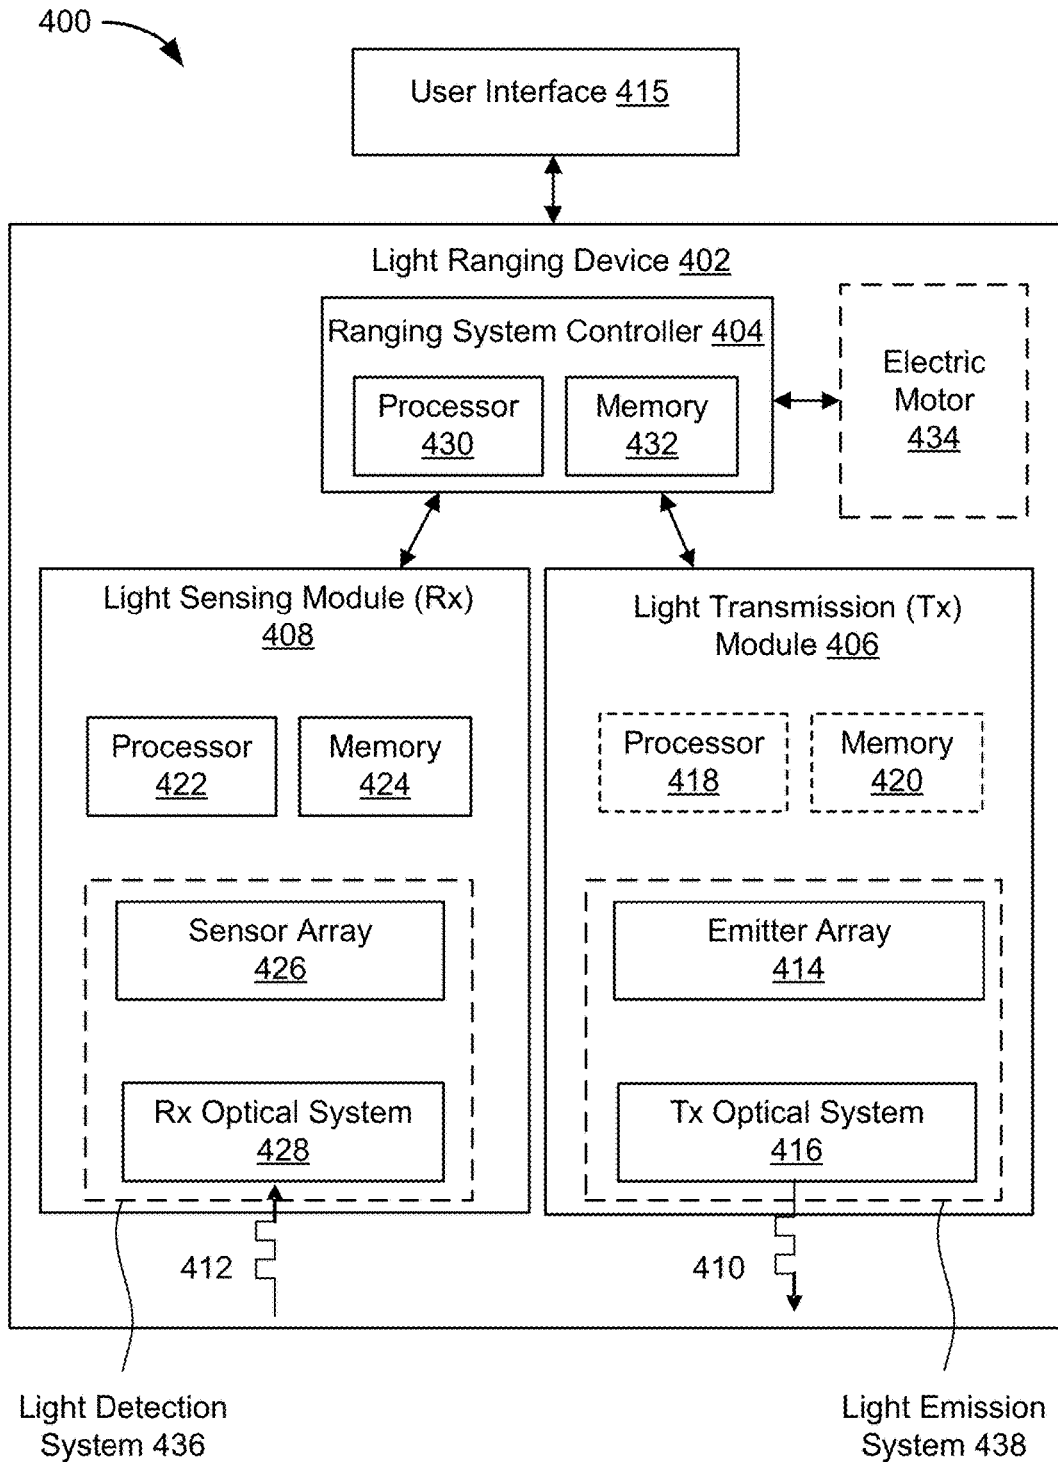 400
User Interface 415
Light Ranging Device 402
Ranging System Controller 404
Processor
430
Memory
432
Electric
Motor
434
Light Sensing Module (Rx)
408
Light Transmission (Tx)
Module 406
Processor
422
Memory
424
Processor
418
Memory
420
Sensor Array
426
Emitter Array
414
Rx Optical System
428
Tx Optical System
416
412
410
Light Detection
System 436
Light Emission
System 438